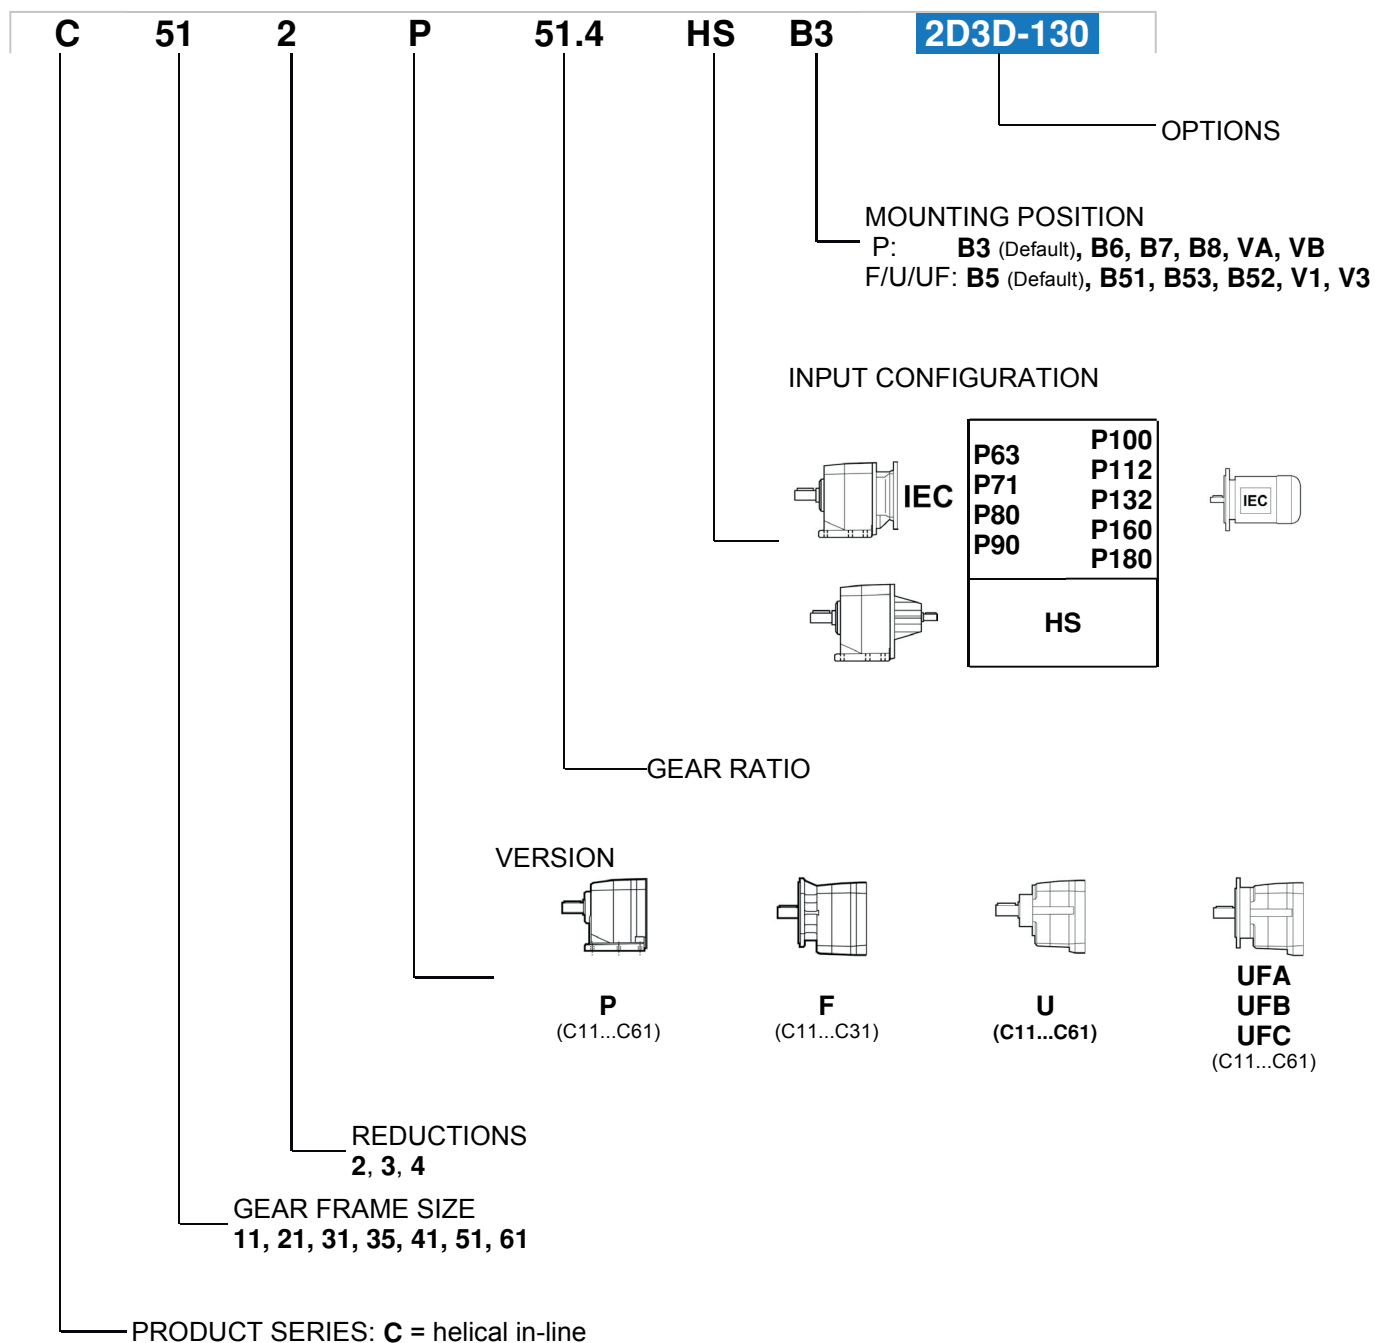 C 51 2 P 51.4 HS B3 2D3D-130
OPTIONS
MOUNTING POSITION
P: B3 (Default), B6, B7, B8, VA, VB
F/U/UF: B5 (Default), B51, B53, B52, V1, V3
INPUT CONFIGURATION
IEC
P63
P71
P80
P90
P100
P112
P132
P160
P180
IEC
HS
GEAR RATIO
VERSION
P
(C11...C61)
F
(C11...C31)
U
(C11...C61)
UFA
UFB
UFC
(C11...C61)
REDUCTIONS
2, 3, 4
GEAR FRAME SIZE
11, 21, 31, 35, 41, 51, 61
PRODUCT SERIES: C = helical in-line